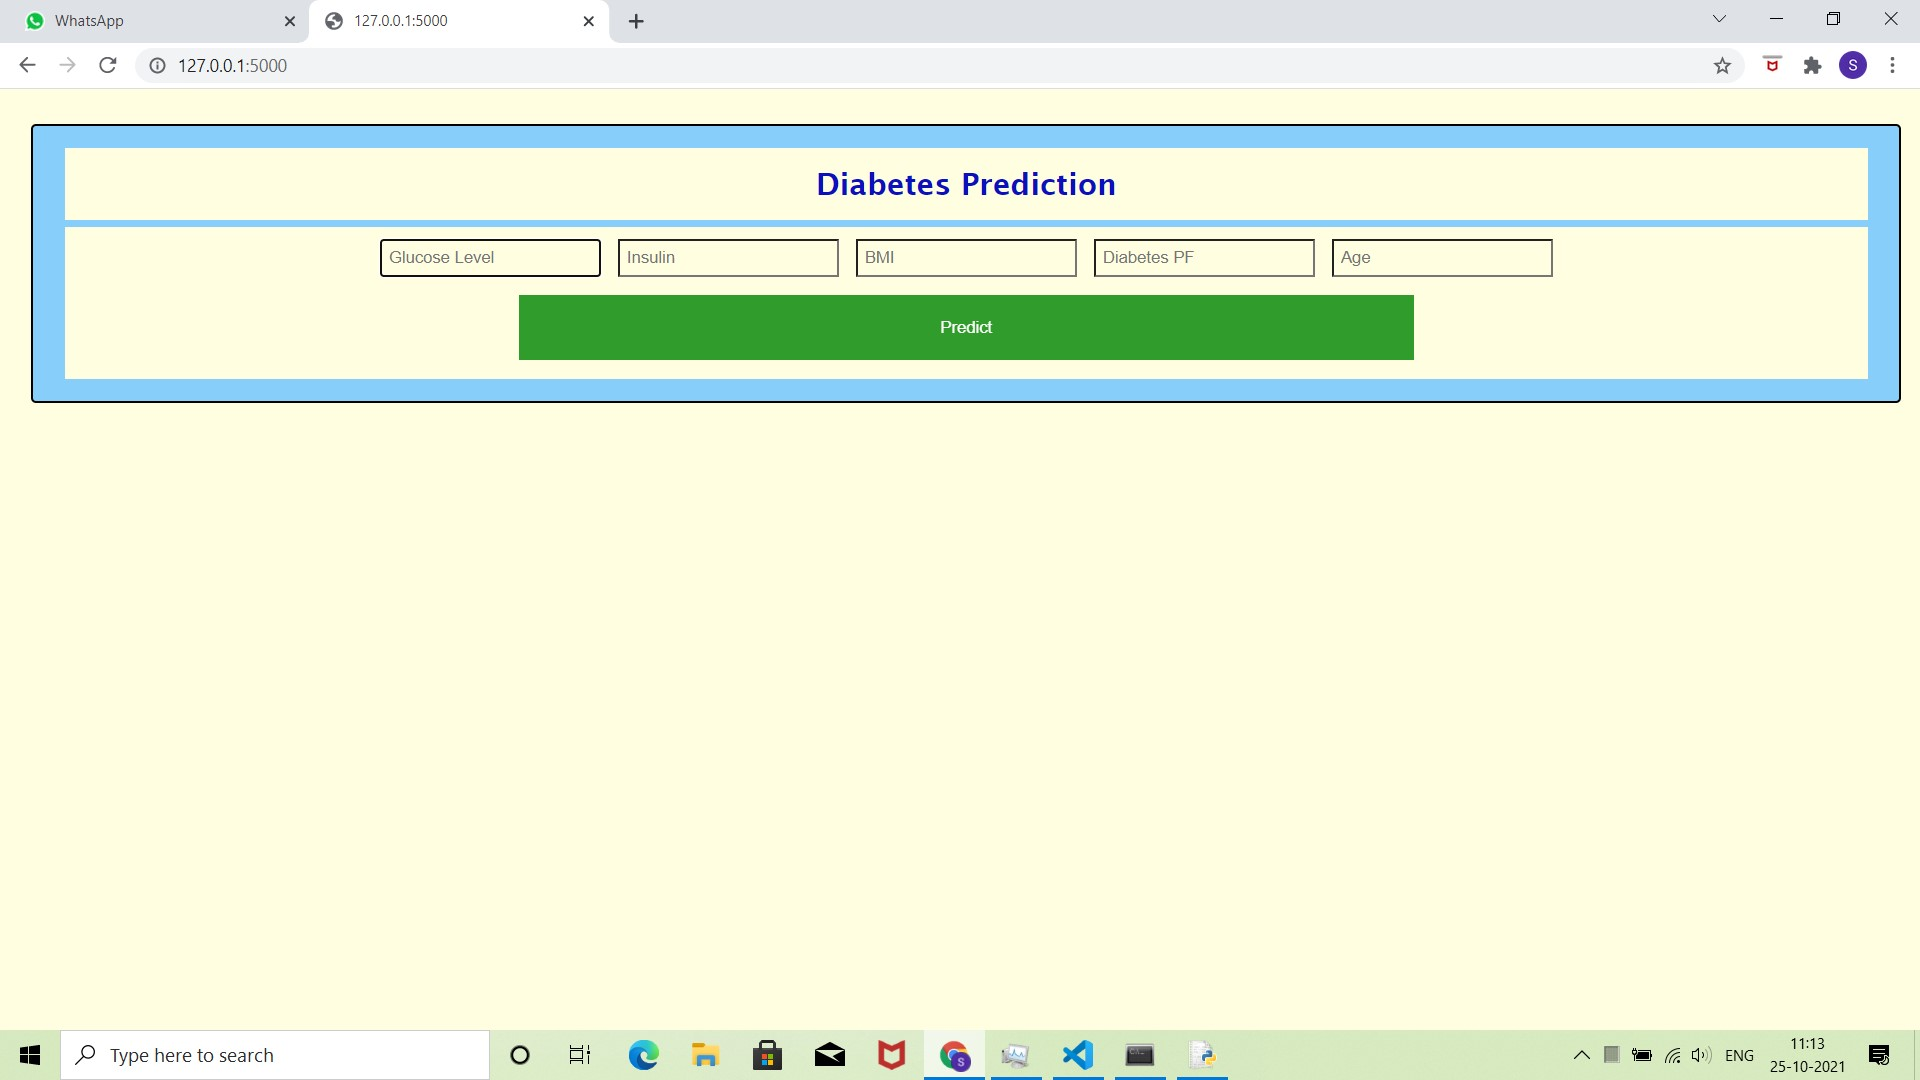 WhatsApp
127.0.0.1:5000
127.0.0.1:5000
S
Diabetes Prediction
Glucose Level Insulin BMI Diabetes PF Age
Predict
Type here to search
S
ENG
11:13
25-10-2021